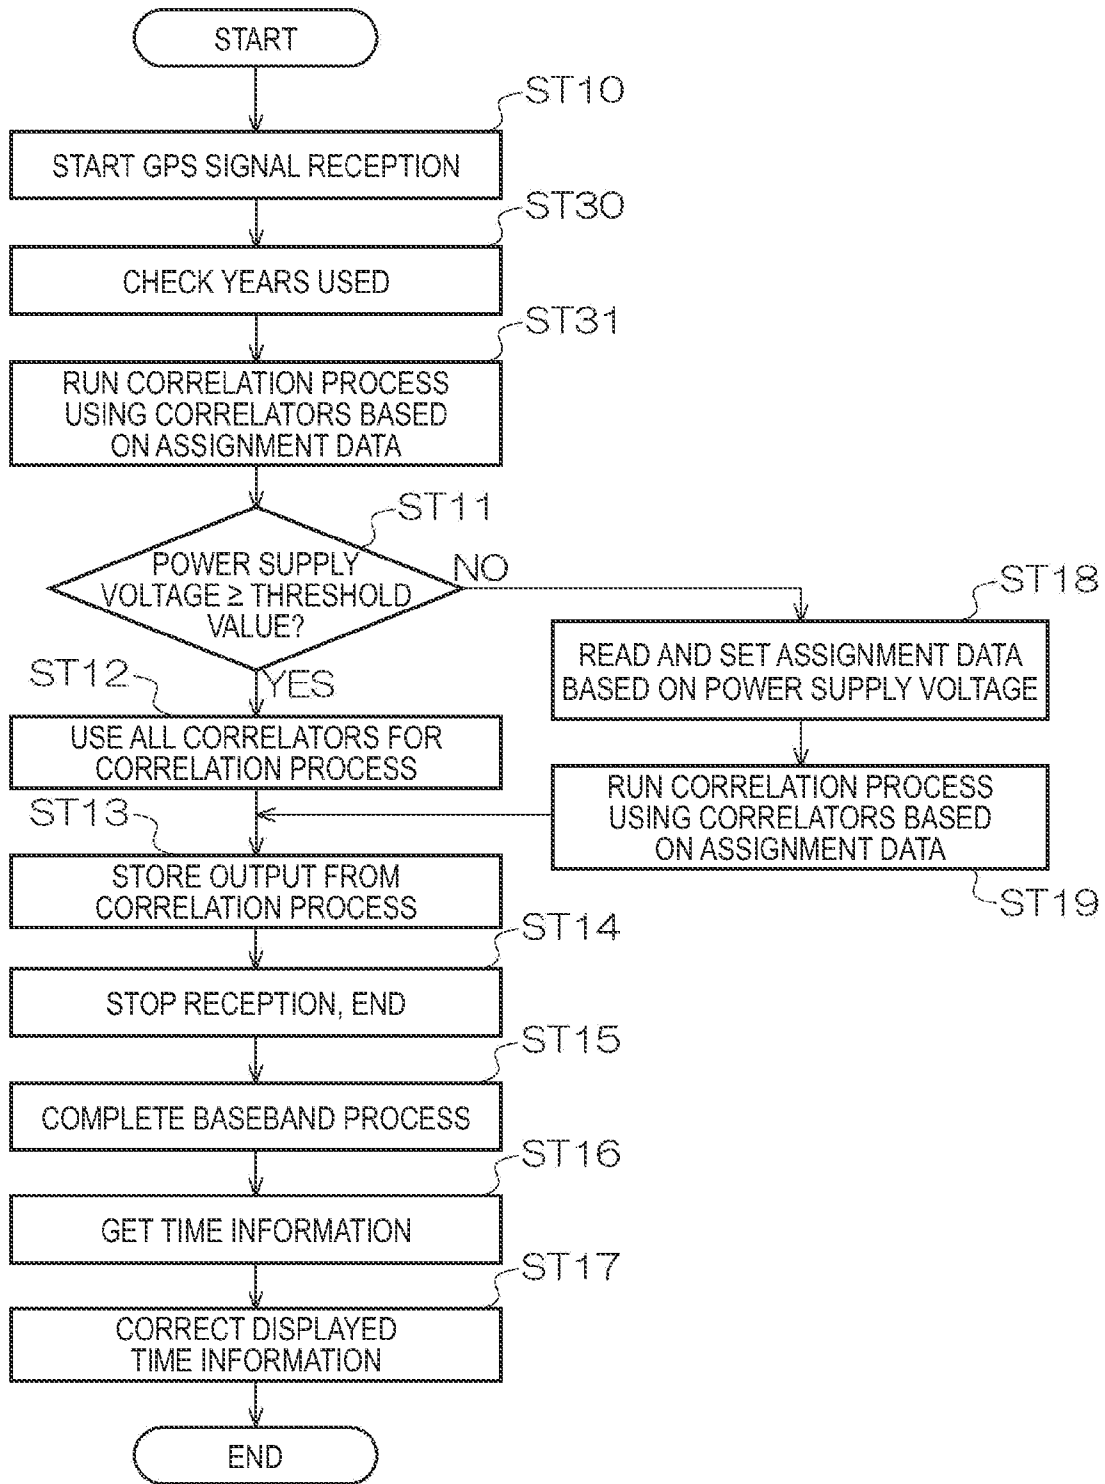 START
ST10
START GPS SIGNAL RECEPTION
ST30
CHECK YEARS USED
ST31
RUN CORRELATION PROCESS
USING CORRELATORS BASED
ON ASSIGNMENT DATA
ST11
POWER SUPPLY
VOLTAGE ≥ THRESHOLD
VALUE?
NO
YES
ST18
READ AND SET ASSIGNMENT DATA
BASED ON POWER SUPPLY VOLTAGE
ST12
USE ALL CORRELATORS FOR
CORRELATION PROCESS
RUN CORRELATION PROCESS
USING CORRELATORS BASED
ON ASSIGNMENT DATA
ST19
ST13
STORE OUTPUT FROM
CORRELATION PROCESS
ST14
STOP RECEPTION, END
ST15
COMPLETE BASEBAND PROCESS
ST16
GET TIME INFORMATION
ST17
CORRECT DISPLAYED
TIME INFORMATION
END